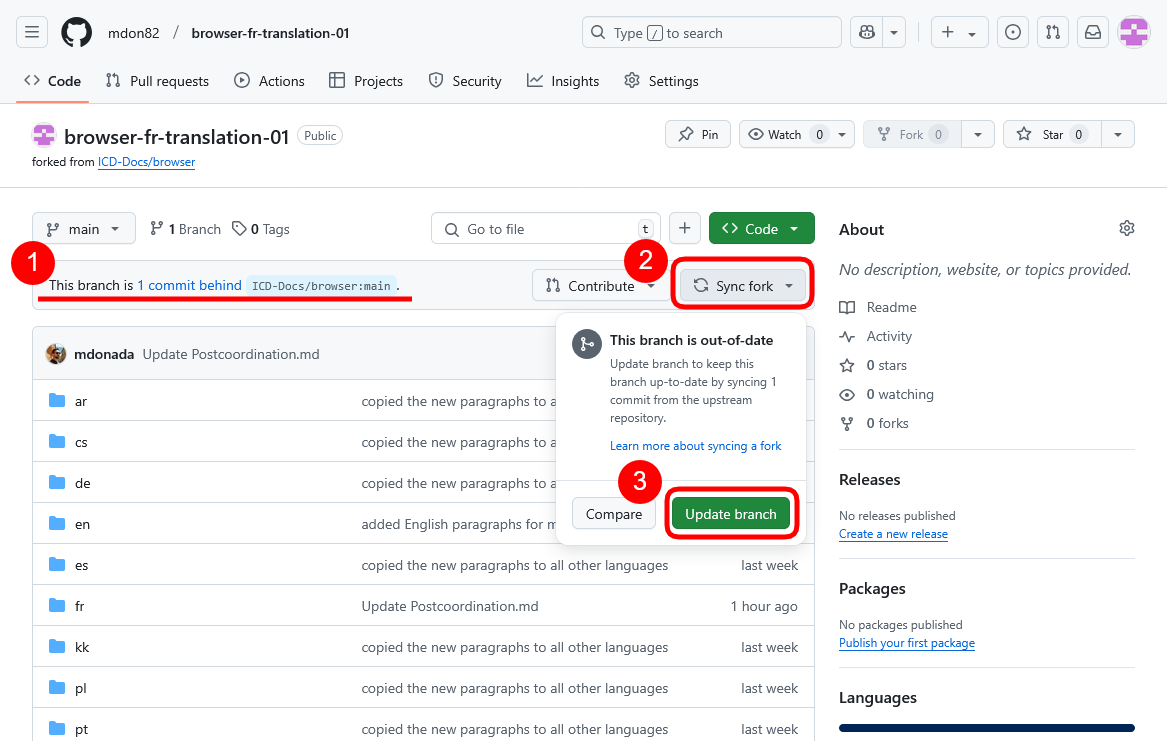 mdon82 / browser-fr-translation-01
Type / to search
Code
Pull requests
Actions
Projects
Security
Insights
Settings
browser-fr-translation-01 Public
forked from ICD-Docs/browser
Pin
Watch 0
Fork 0
Star 0
main
1 Branch
0 Tags
Go to file t
Code
1
This branch is 1 commit behind ICD-Docs/browser:main .
Contribute
2
Sync fork
This branch is out-of-date
Update branch to keep this
branch up-to-date by syncing 1
commit from the upstream
repository.
Learn more about syncing a fork
3
Compare
Update branch
mdonada Update Postcoordination.md
ar copied the new paragraphs to a
cs copied the new paragraphs to a
de copied the new paragraphs to a
en added English paragraphs for m
es copied the new paragraphs to all other languages last week
fr Update Postcoordination.md 1 hour ago
kk copied the new paragraphs to all other languages last week
pl copied the new paragraphs to all other languages last week
pt copied the new paragraphs to all other languages last week
About
No description, website, or topics provided.
Readme
Activity
0 stars
0 watching
0 forks
Releases
No releases published
Create a new release
Packages
No packages published
Publish your first package
Languages